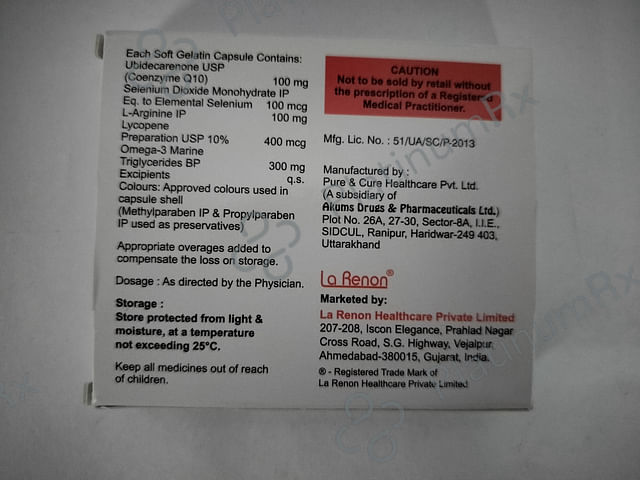 Each Soft Gelatin Capsule Contains:
Ubidecarenone USP
(Coenzyme Q10) 100 mg
Selenium Dioxide Monohydrate IP
Eq. to Elemental Selenium 100 mcg
L-Arginine IP 100 mg
Lycopene
Preparation USP 10% 400 mcg
Omega-3 Marine
Triglycerides BP 300 mg
Excipients q.s.
Colours: Approved colours used in
capsule shell
(Methylparaben IP & Propylparaben
IP used as preservatives)
Appropriate overages added to
compensate the loss on storage.
Dosage : As directed by the Physician.
Storage :
Store protected from light &
moisture, at a temperature
not exceeding 25°C.
Keep all medicines out of reach
of children.
CAUTION
Not to be sold by retail without
the prescription of a Registered
Medical Practitioner.
Mfg. Lic. No. : 51/UA/SC/P-2013
Manufactured by :
Pure & Cure Healthcare Pvt. Ltd.
(A subsidiary of
Akums Drugs & Pharmaceuticals Ltd.)
Plot No. 26A, 27-30, Sector-8A, I.I.E.,
SIDCUL, Ranipur, Haridwar-249 403,
Uttarakhand
La Renon®
Marketed by:
La Renon Healthcare Private Limited
207-208, Iscon Elegance, Prahlad Nagar
Cross Road, S.G. Highway, Vejalpur,
Ahmedabad-380015, Gujarat, India.
® - Registered Trade Mark of
La Renon Healthcare Private Limited
PlatinumRx
PlatinumRx